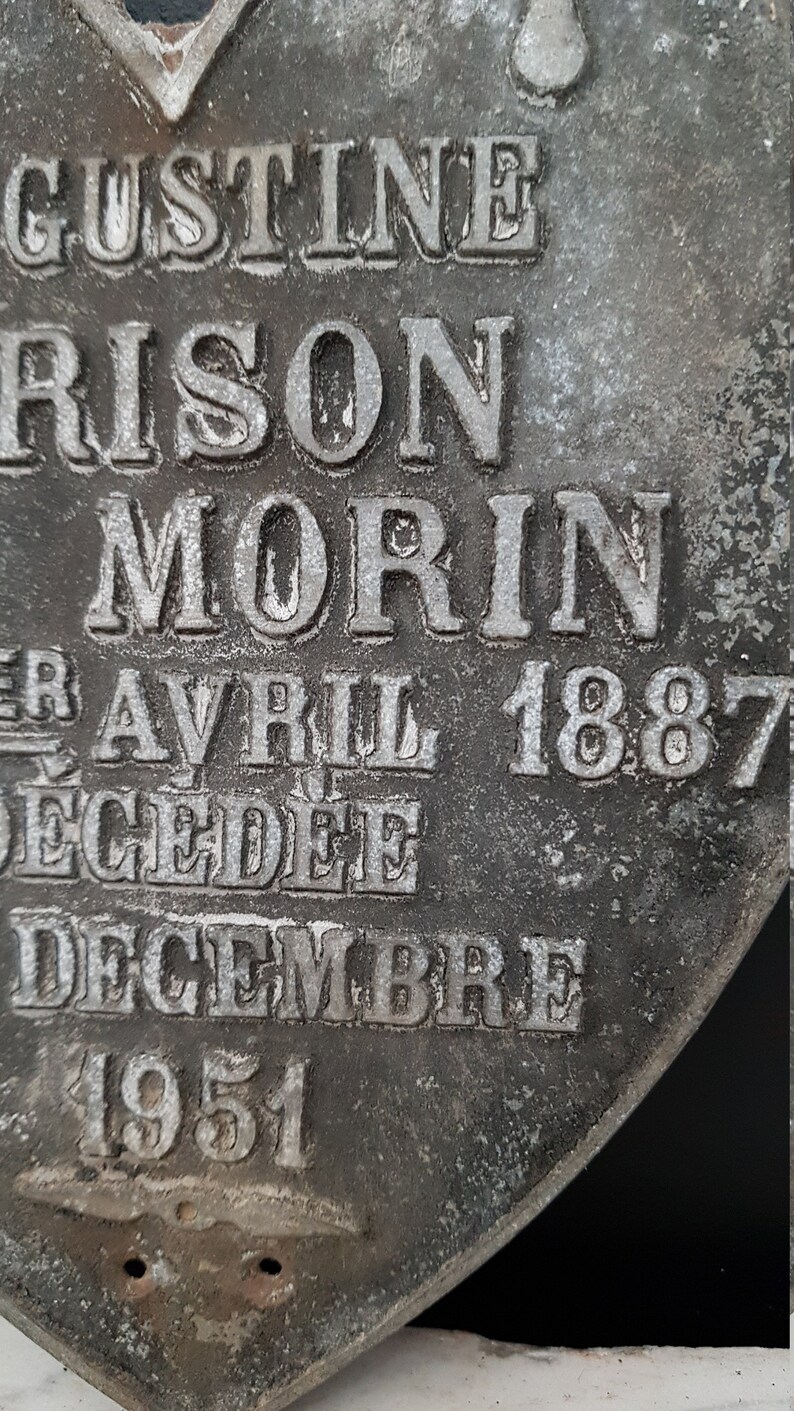 GUSTINE
RISON
MORIN
ER AVRIL 1887
DÉCÉDÉE
DECEMBRE
1951